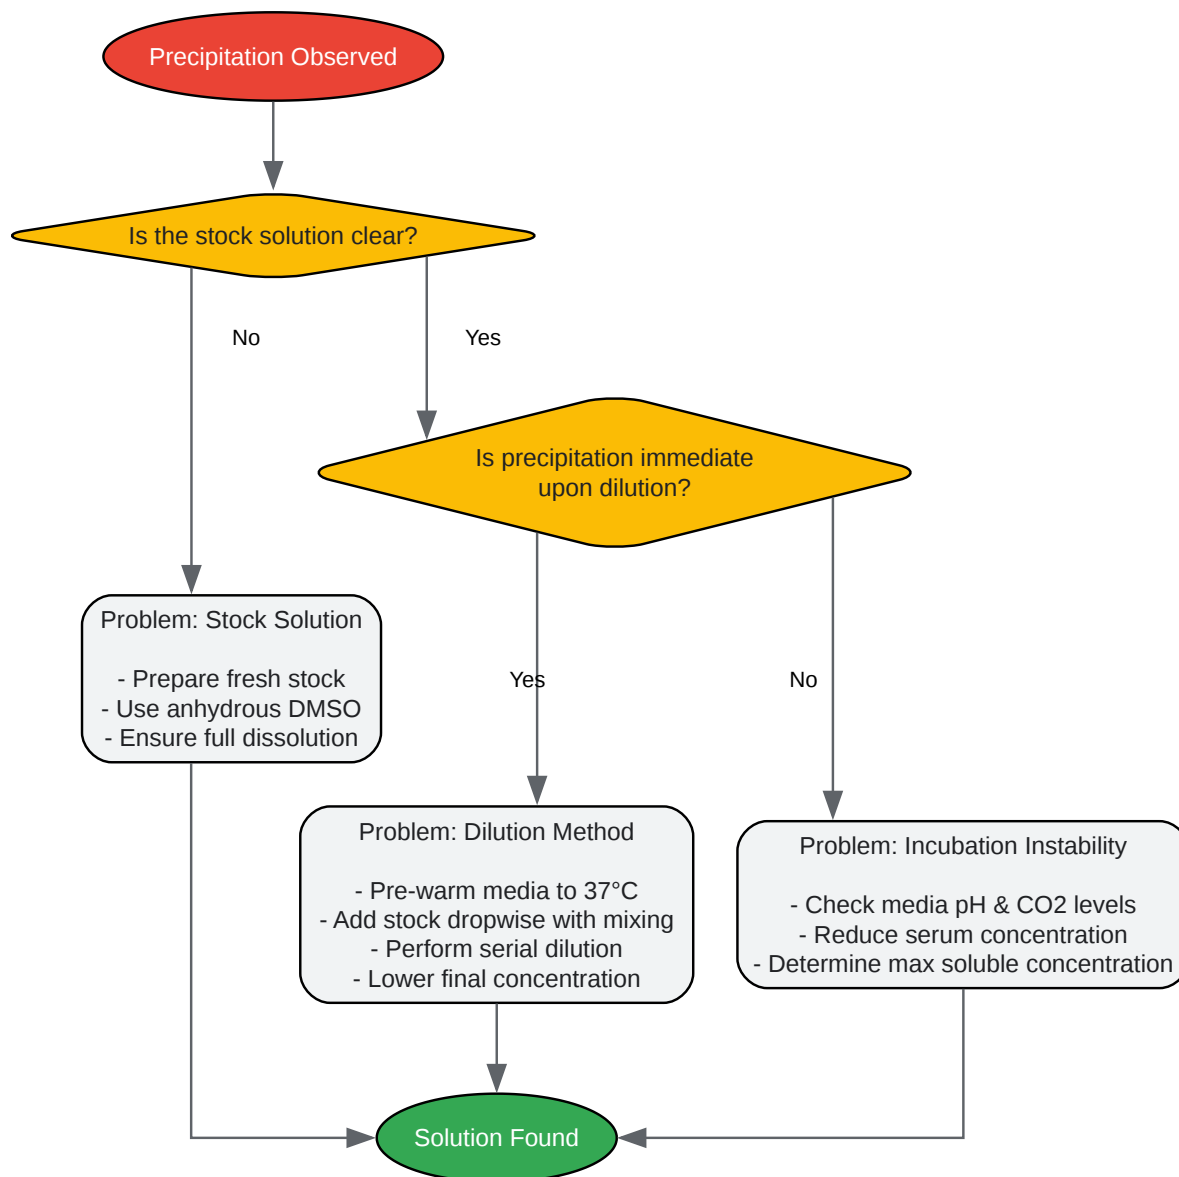 Precipitation Observed
Is the stock solution clear?
No
Yes
Is precipitation immediate
upon dilution?
Problem: Stock Solution
- Prepare fresh stock
- Use anhydrous DMSO
- Ensure full dissolution
Yes
No
Problem: Dilution Method
- Pre-warm media to 37°C
- Add stock dropwise with mixing
- Perform serial dilution
- Lower final concentration
Problem: Incubation Instability
- Check media pH & CO2 levels
- Reduce serum concentration
- Determine max soluble concentration
Solution Found